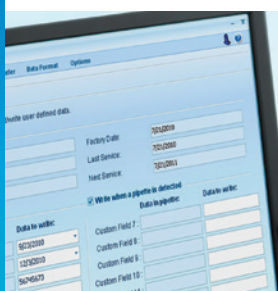 Data Format Options
write user defined data.
Factory Date: 7/21/2010
Last Service: 7/21/2010
Next Service: 7/21/2011
Write when a pipette is detected
Data to write: Data in pipette: Data to write:
9/23/2010 Custom Field 7:
12/3/2010 Custom Field 8:
56745673 Custom Field 9:
Custom Field 10: